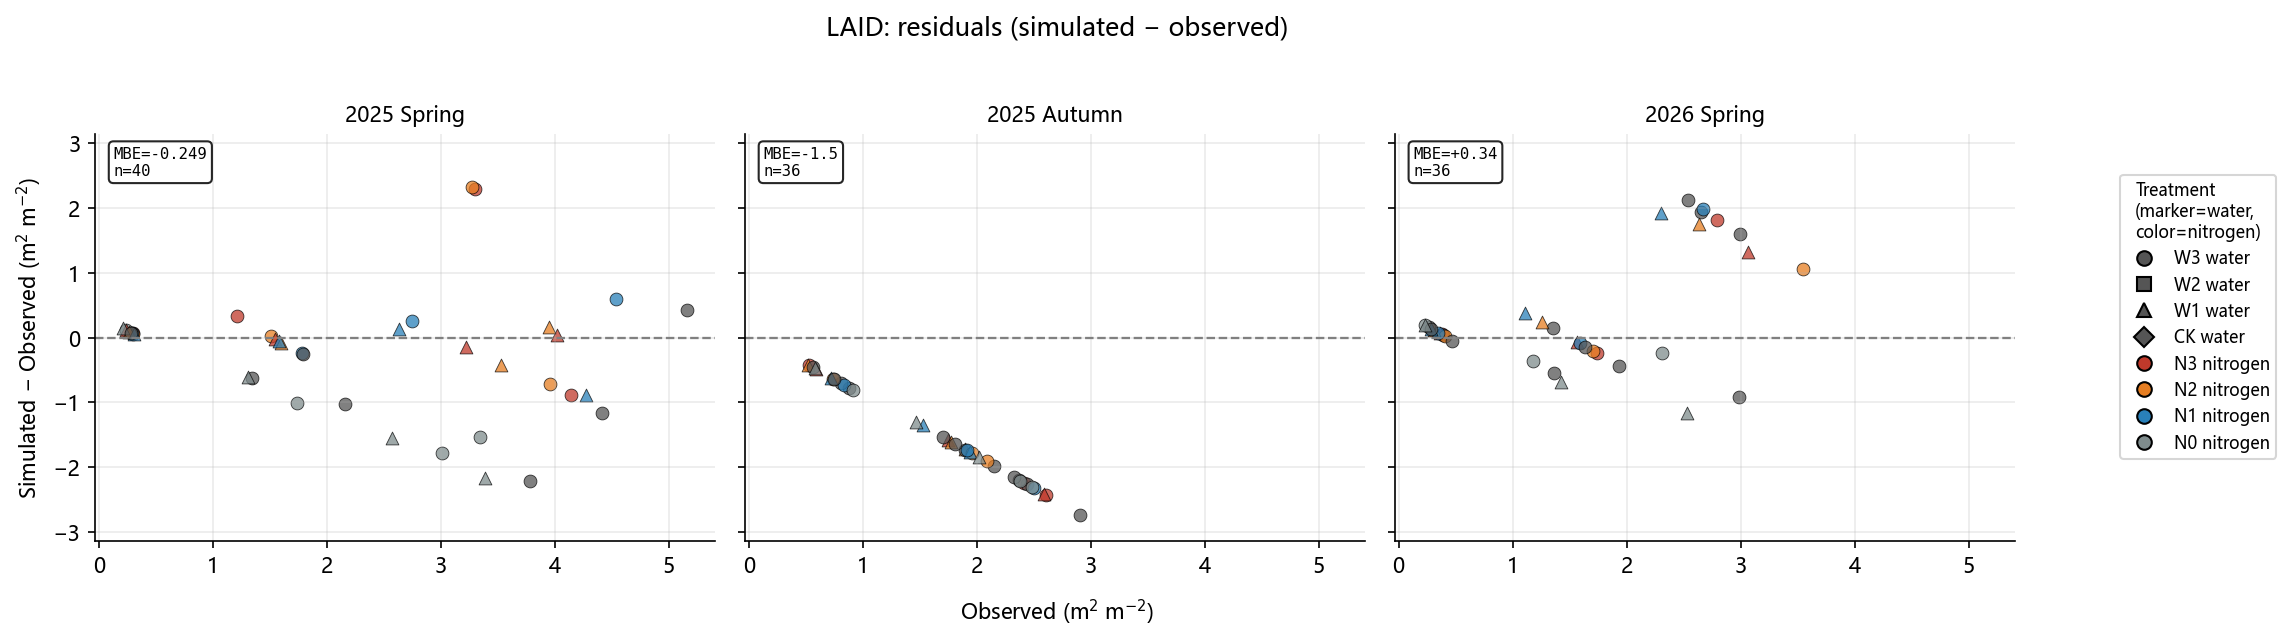 LAID: residuals (simulated − observed)
2025 Spring
2025 Autumn
2026 Spring
MBE=-0.249
n=40
MBE=-1.5
n=36
MBE=+0.34
n=36
Simulated − Observed (m² m⁻²)
3
2
1
0
−1
−2
−3
0 1 2 3 4 5
0 1 2 3 4 5
0 1 2 3 4 5
Observed (m² m⁻²)
Treatment
(marker=water,
color=nitrogen)
W3 water
W2 water
W1 water
CK water
N3 nitrogen
N2 nitrogen
N1 nitrogen
N0 nitrogen